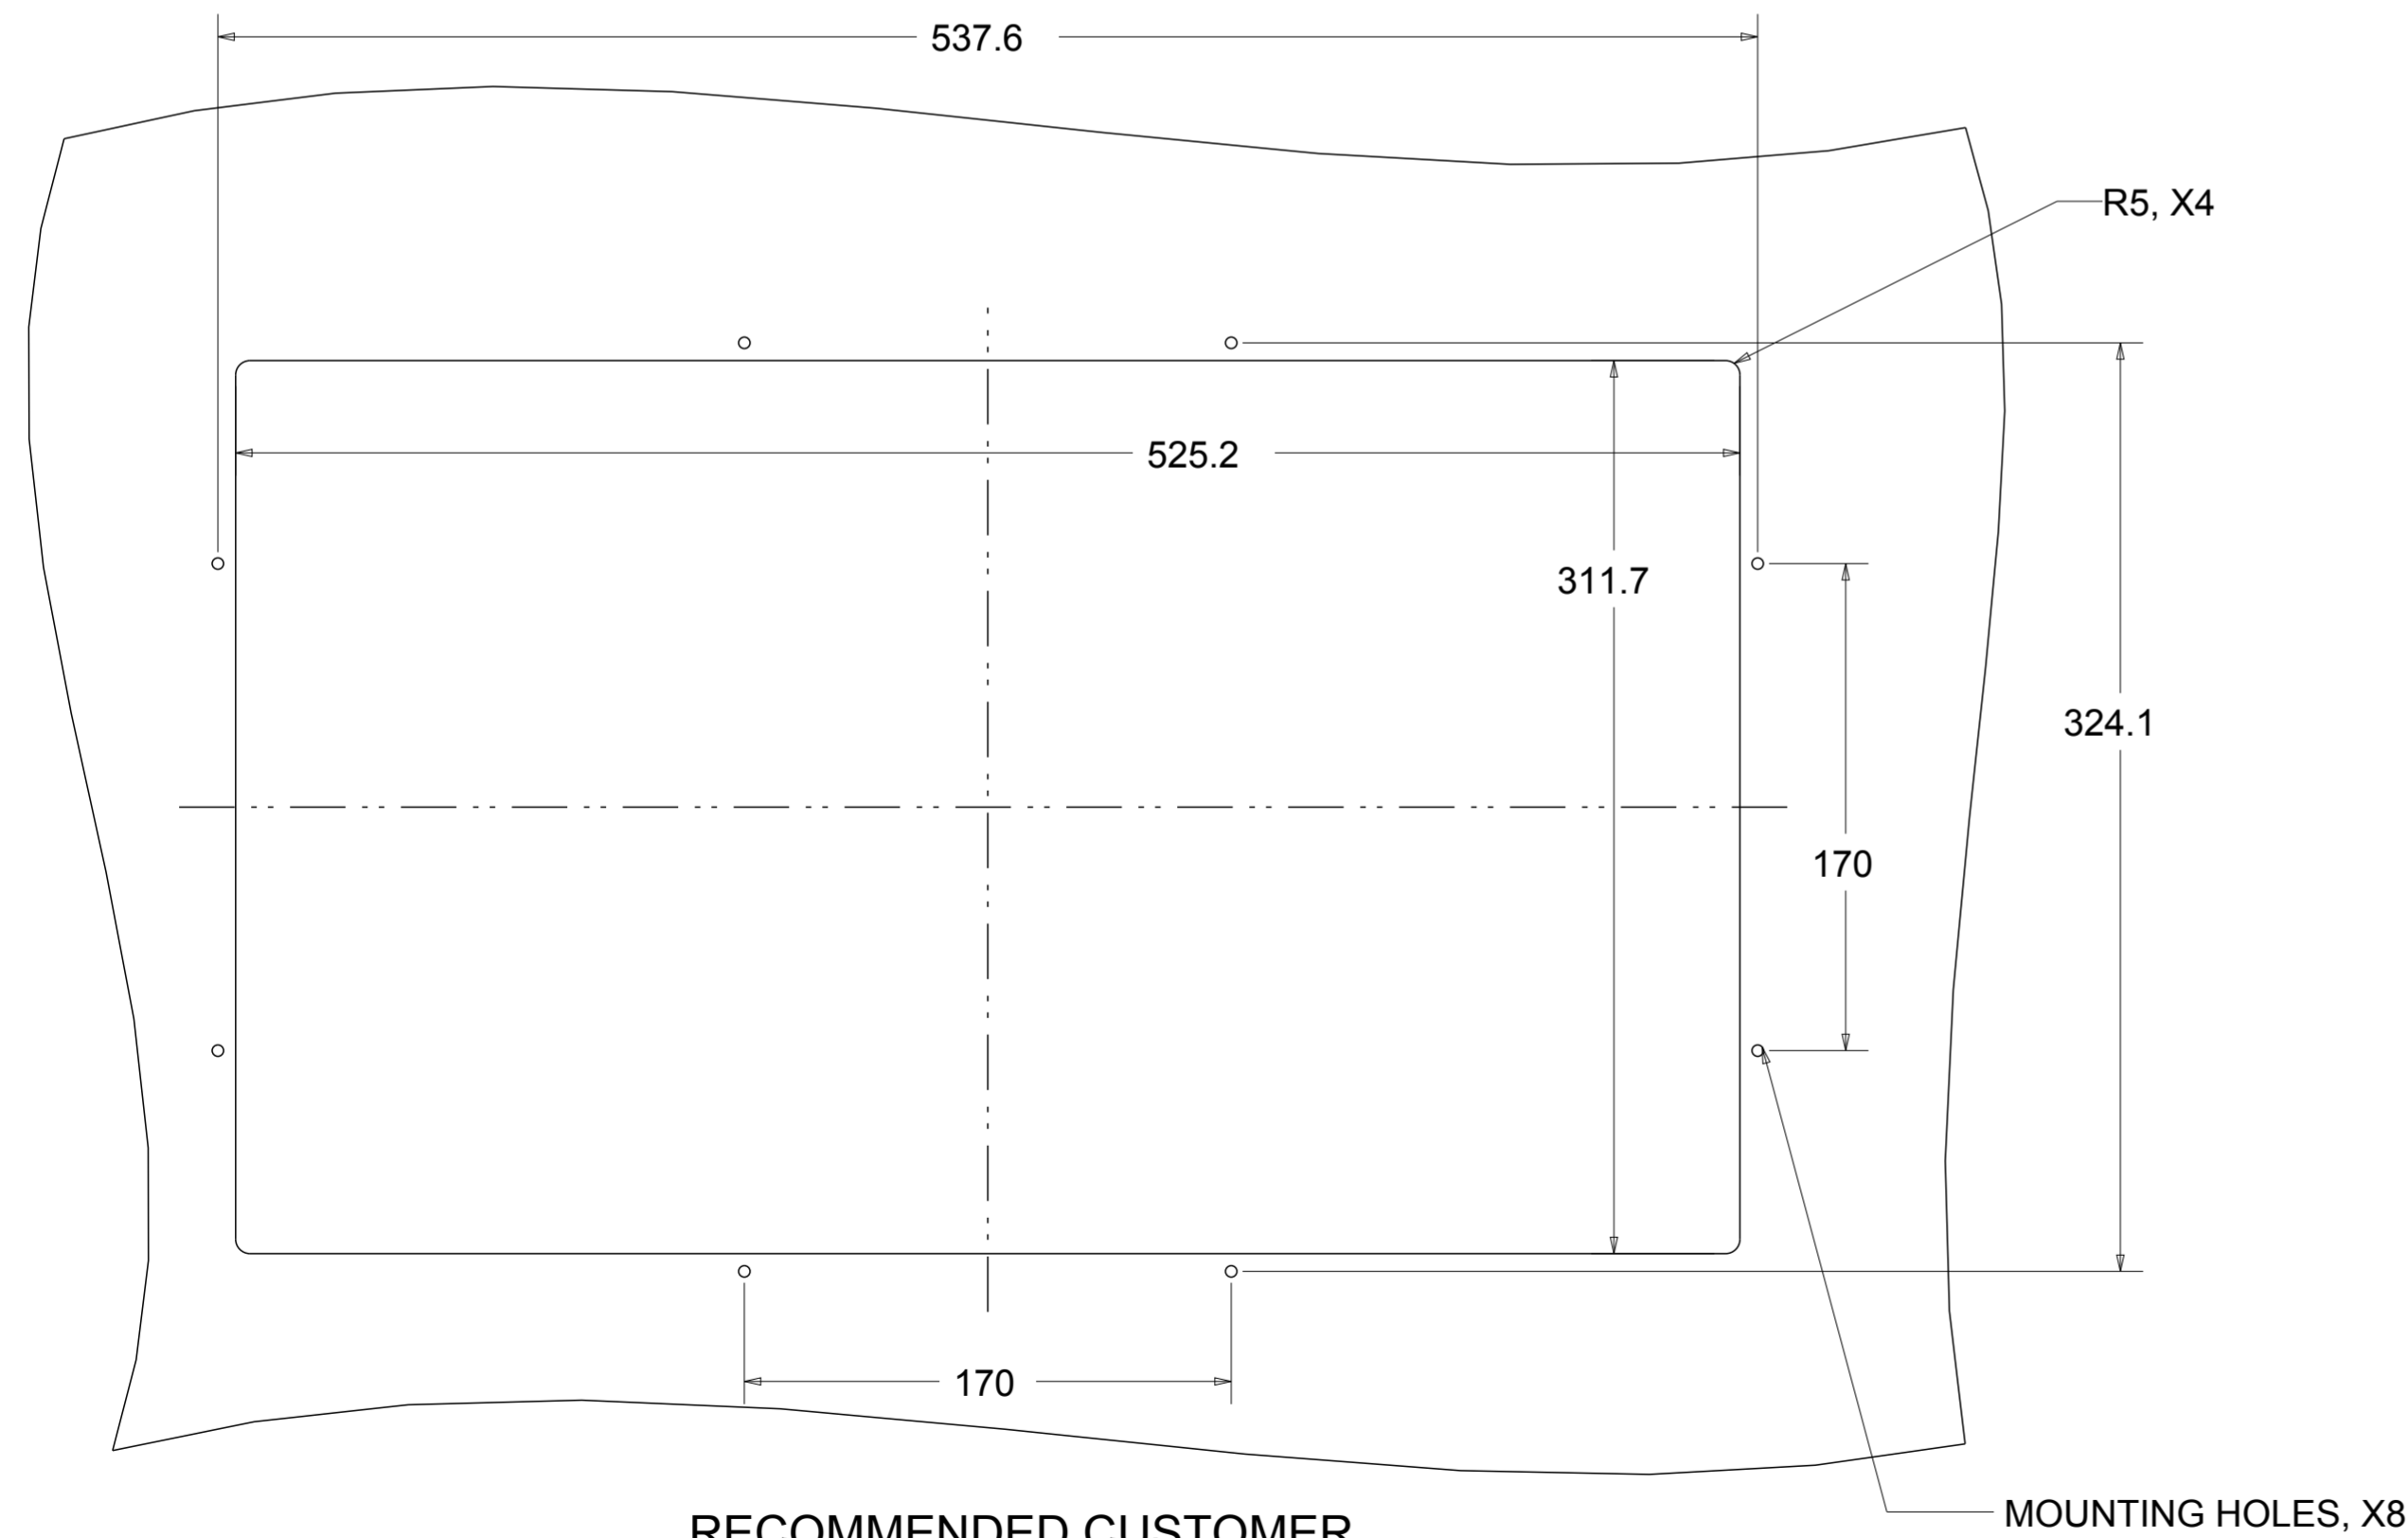 537.6
R5, X4
525.2
311.7
324.1
170
170
MOUNTING HOLES, X8
RECOMMENDED CUSTOMER